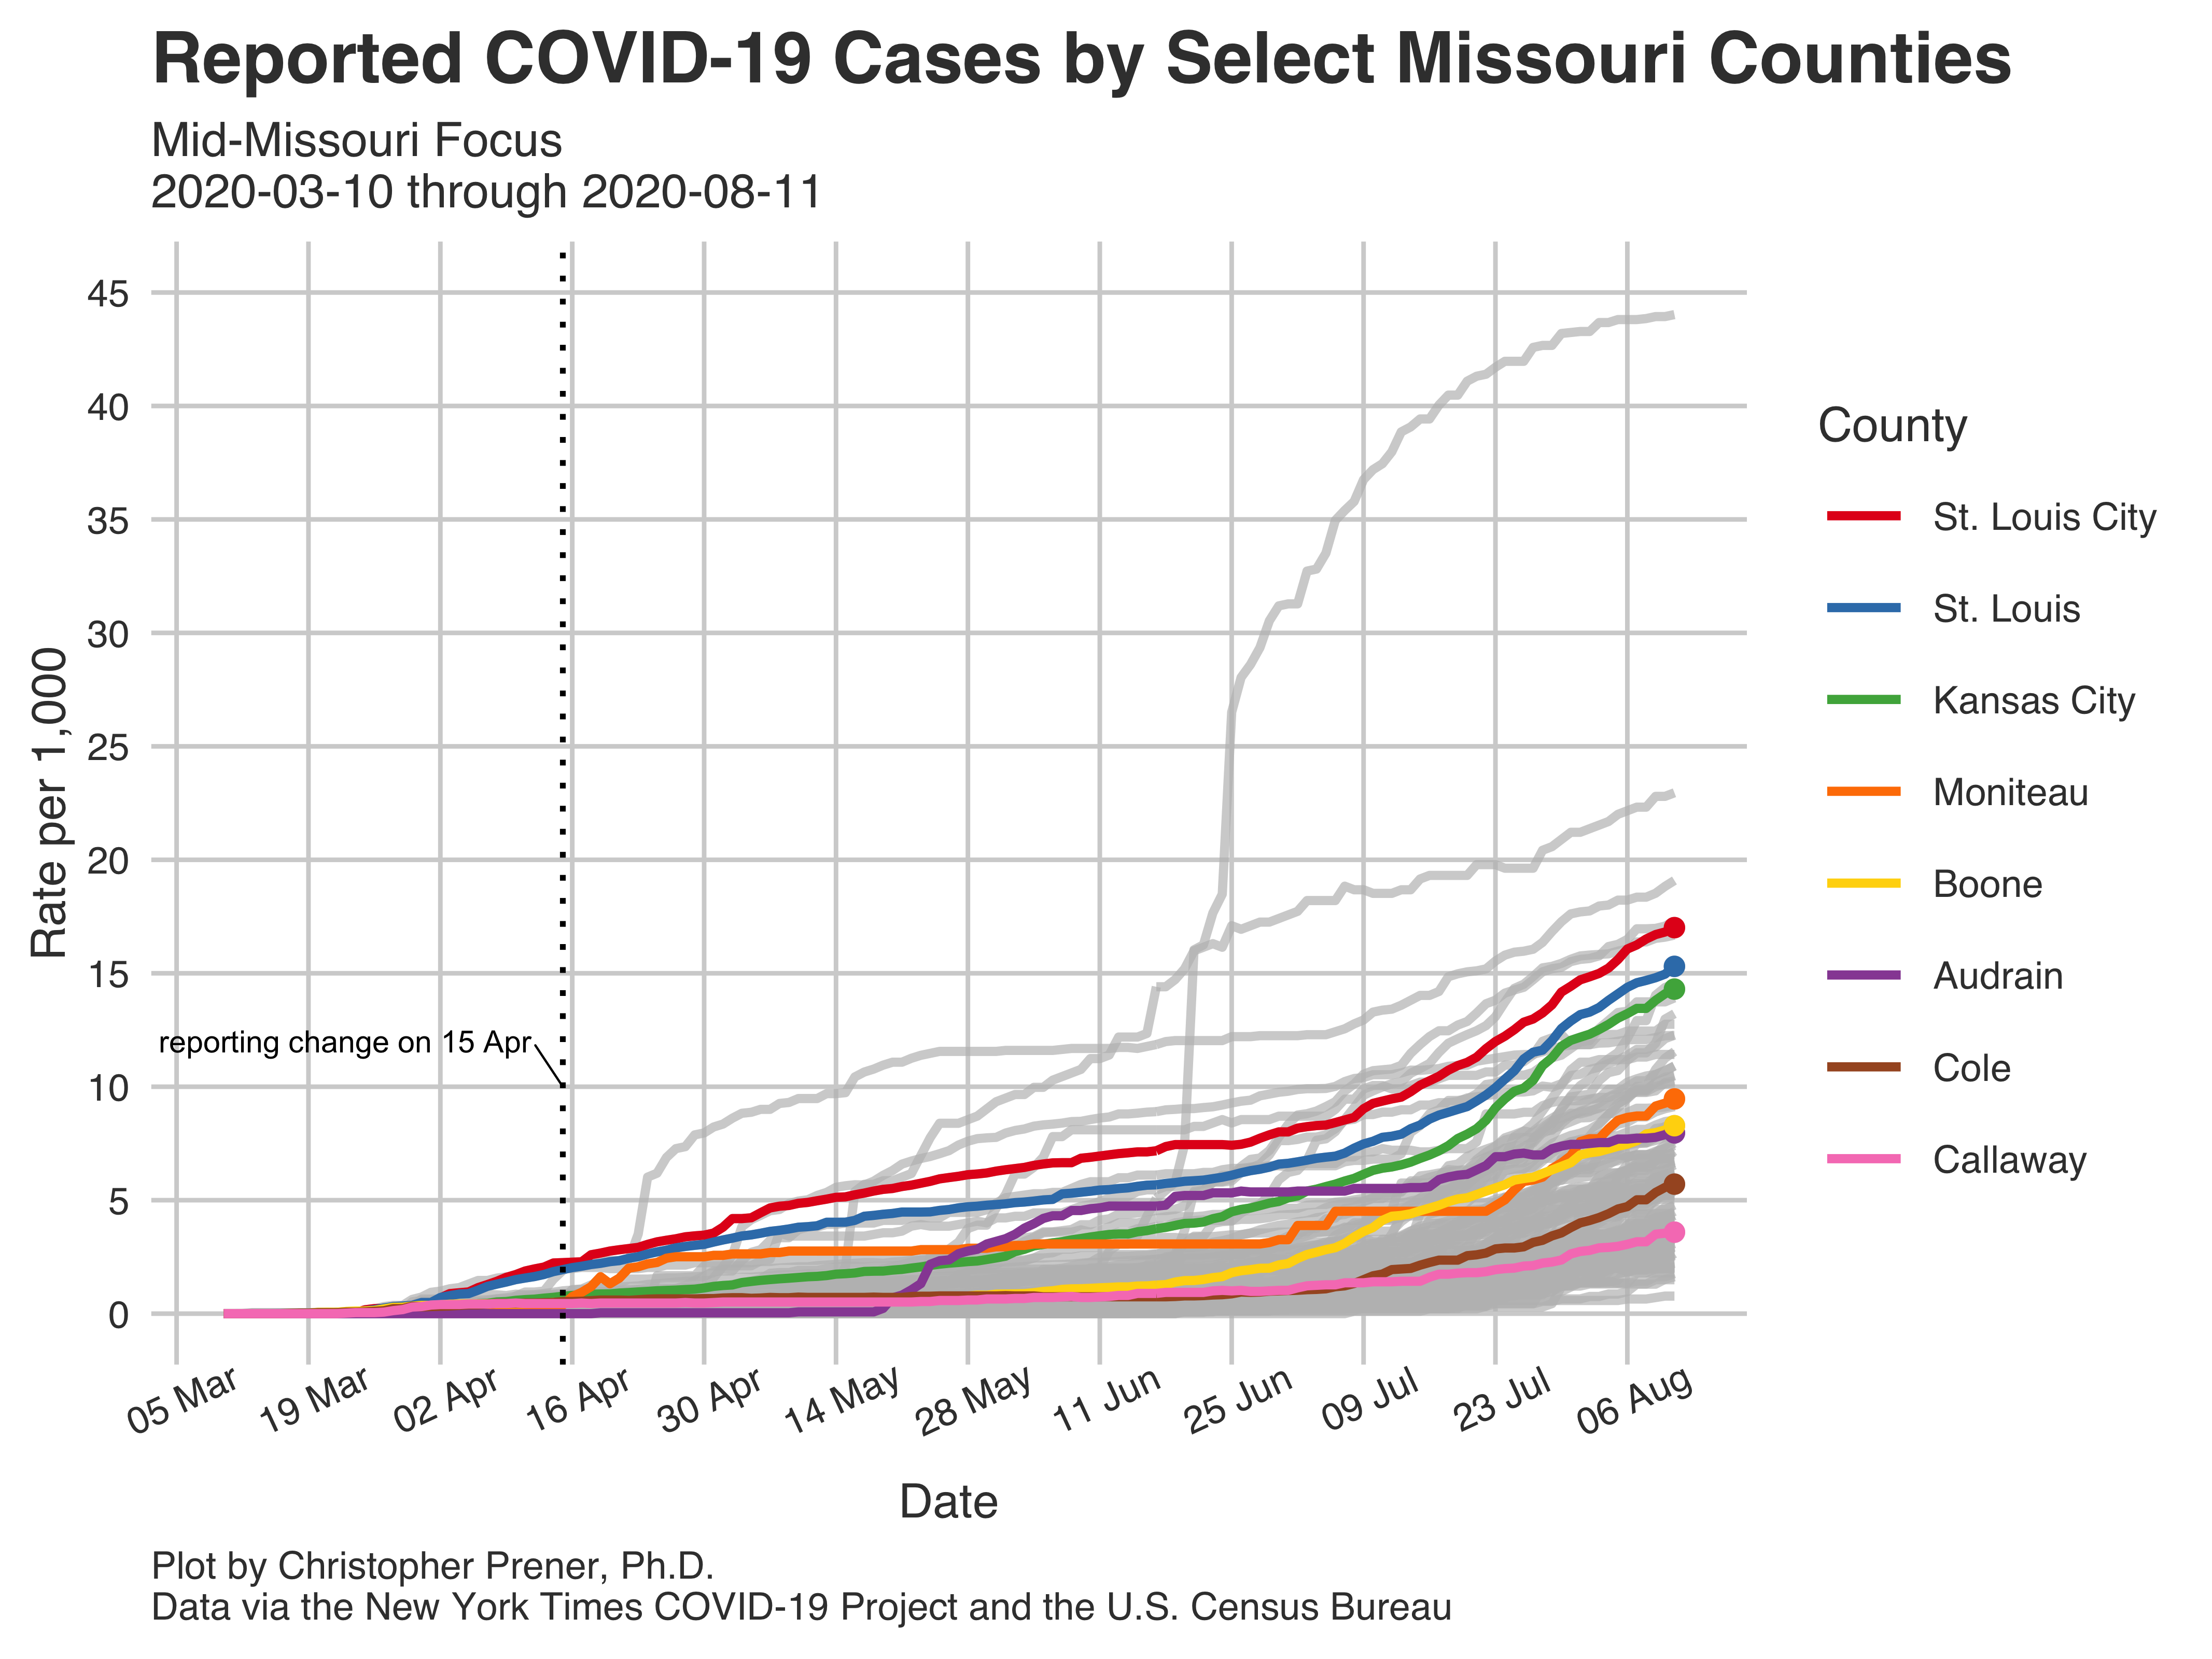 Reported COVID-19 Cases by Select Missouri Counties
Mid-Missouri Focus
2020-03-10 through 2020-08-11
Rate per 1,000
45
40
35
30
25
20
15
10
5
0
reporting change on 15 Apr
05 Mar
19 Mar
02 Apr
16 Apr
30 Apr
14 May
28 May
11 Jun
25 Jun
09 Jul
23 Jul
06 Aug
Date
County
St. Louis City
St. Louis
Kansas City
Moniteau
Boone
Audrain
Cole
Callaway
Plot by Christopher Prener, Ph.D.
Data via the New York Times COVID-19 Project and the U.S. Census Bureau